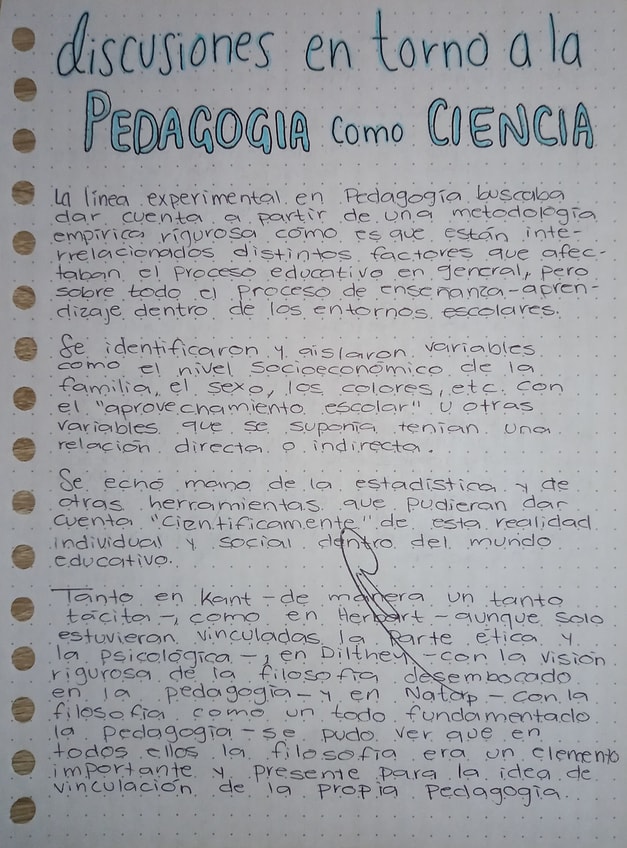 discusiones en torno a la
PEDAGOGIA como CIENCIA
La línea experimental en Pedagogía buscaba
dar cuenta a partir de una metodología
empírica rigurosa cómo es que están inte-
rrelacionados distintos factores que afec-
taban el proceso educativo en general, pero
sobre todo el proceso de enseñanza-apren-
dizaje dentro de los entornos escolares.
Se identificaron y aislaron variables
como el nivel socioeconómico de la
familia, el sexo, los colores, etc. con
el "aprovechamiento escolar" u otras
variables que se suponía tenían una
relación directa o indirecta.
Se echó mano de la estadística y de
otras herramientas que pudieran dar
cuenta "científicamente" de esta realidad
individual y social dentro del mundo
educativo.
Tanto en Kant - de manera un tanto
tácita -, como en Herbart - aunque solo
estuvieran vinculadas la parte ética y
la psicológica -, en Dilthey - con la visión
rigurosa de la filosofía desembocado
en la pedagogía - y en Natorp - con la
filosofía como un todo fundamentado
la pedagogía - se pudo ver que en
todos ellos la filosofía era un elemento
importante y presente para la idea de
vinculación de la propia pedagogía.